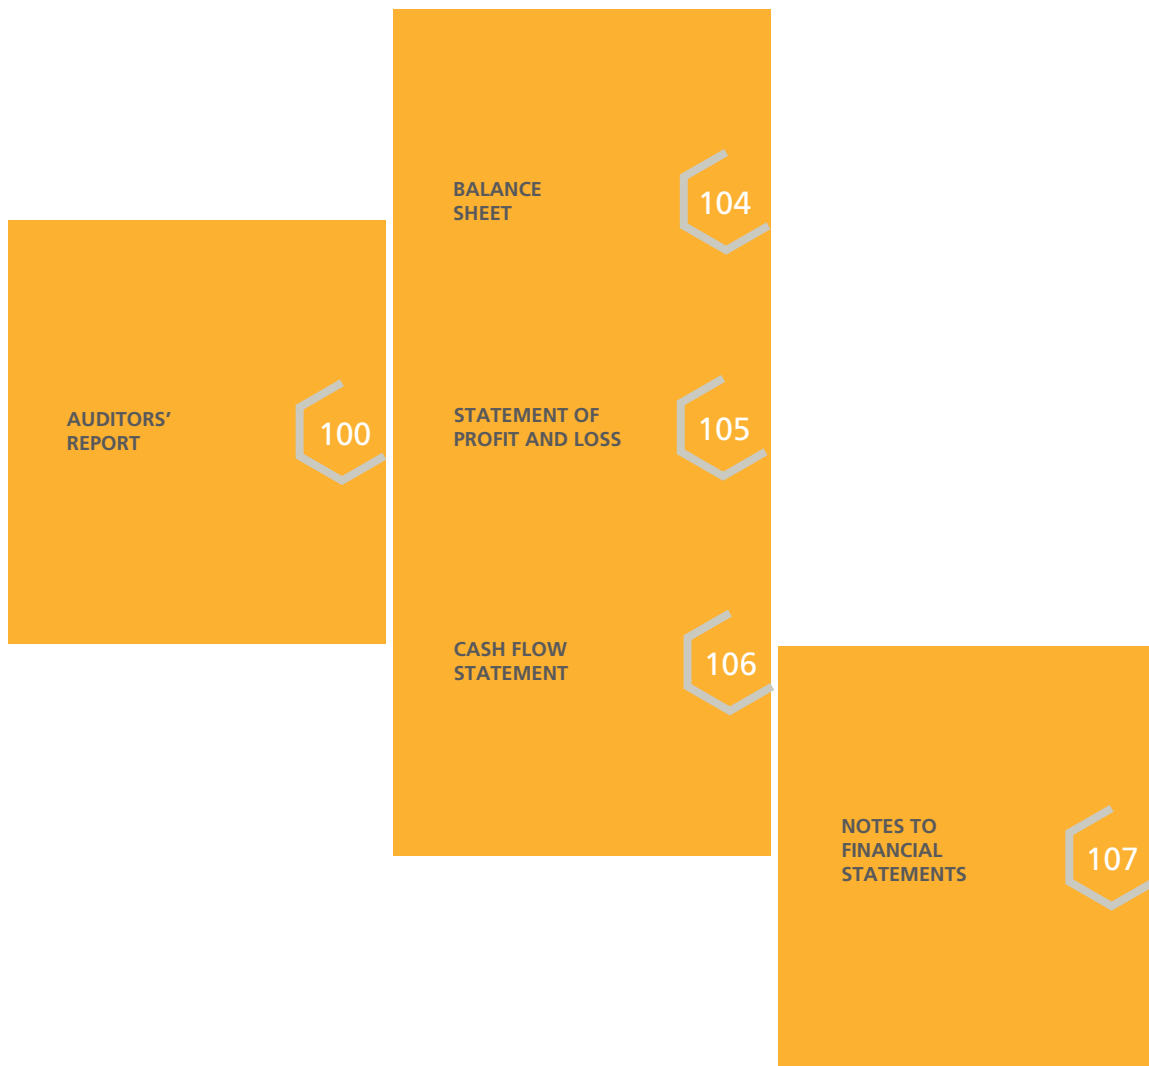 AUDITORS’
REPORT
100
BALANCE
SHEET
104
STATEMENT OF
PROFIT AND LOSS
105
CASH FLOW
STATEMENT
106
NOTES TO
FINANCIAL
STATEMENTS
107